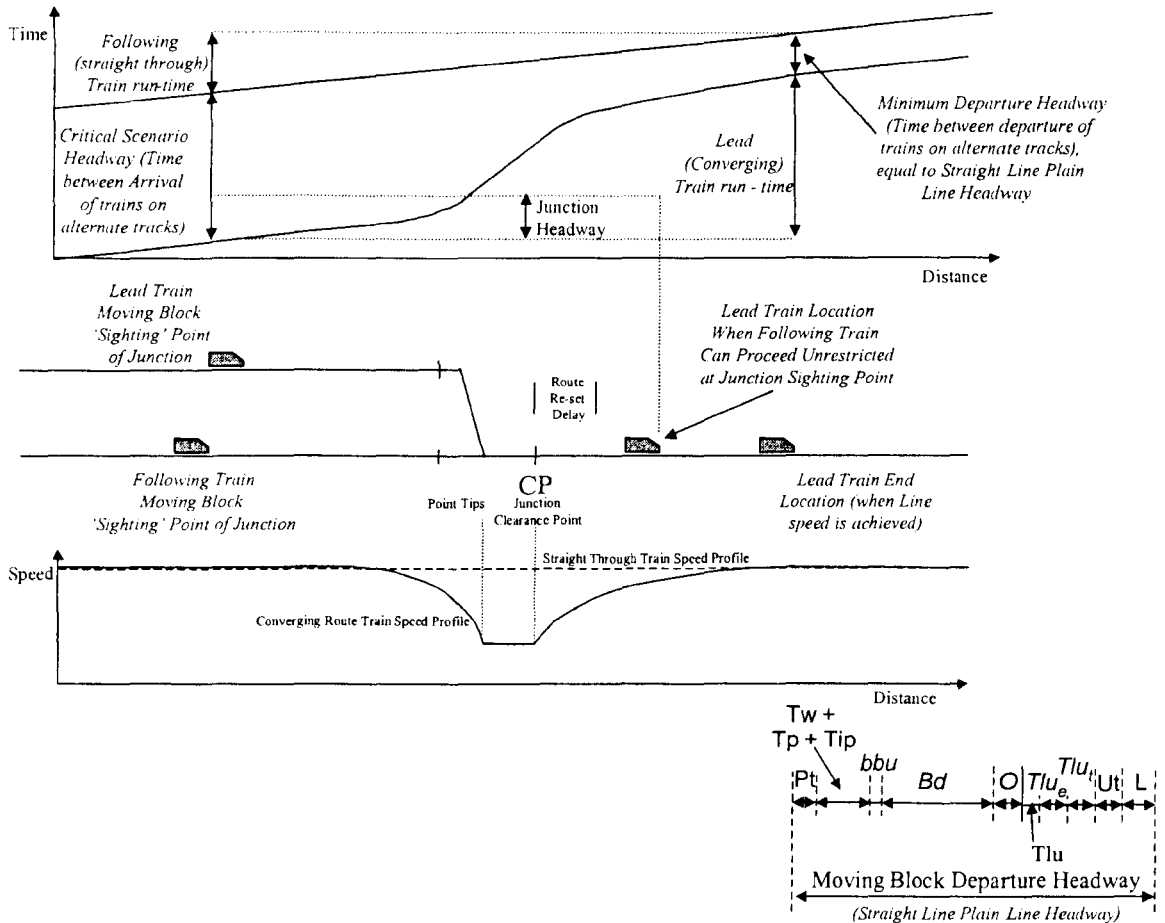 Time
Following
(straight through)
Train run-time
Critical Scenario
Headway (Time
between Arrival
of trains on
alternate tracks)
Lead
(Converging)
Train run - time
Junction
Headway
Minimum Departure Headway
(Time between departure of
trains on alternate tracks),
equal to Straight Line Plain
Line Headway
Distance
Lead Train
Moving Block
'Sighting' Point
of Junction
Lead Train Location
When Following Train
Can Proceed Unrestricted
at Junction Sighting Point
Route
Re-set
Delay
Following Train
Moving Block
'Sighting' Point of Junction
Point Tips
CP
Junction
Clearance Point
Lead Train End
Location (when Line
speed is achieved)
Speed
Straight Through Train Speed Profile
Converging Route Train Speed Profile
Distance
Tw +
Tp + Tip
Pt
bbu
Bd
O
Tlu
e,
Tlu
t
Ut
L
Tlu
Moving Block Departure Headway
(Straight Line Plain Line Headway)